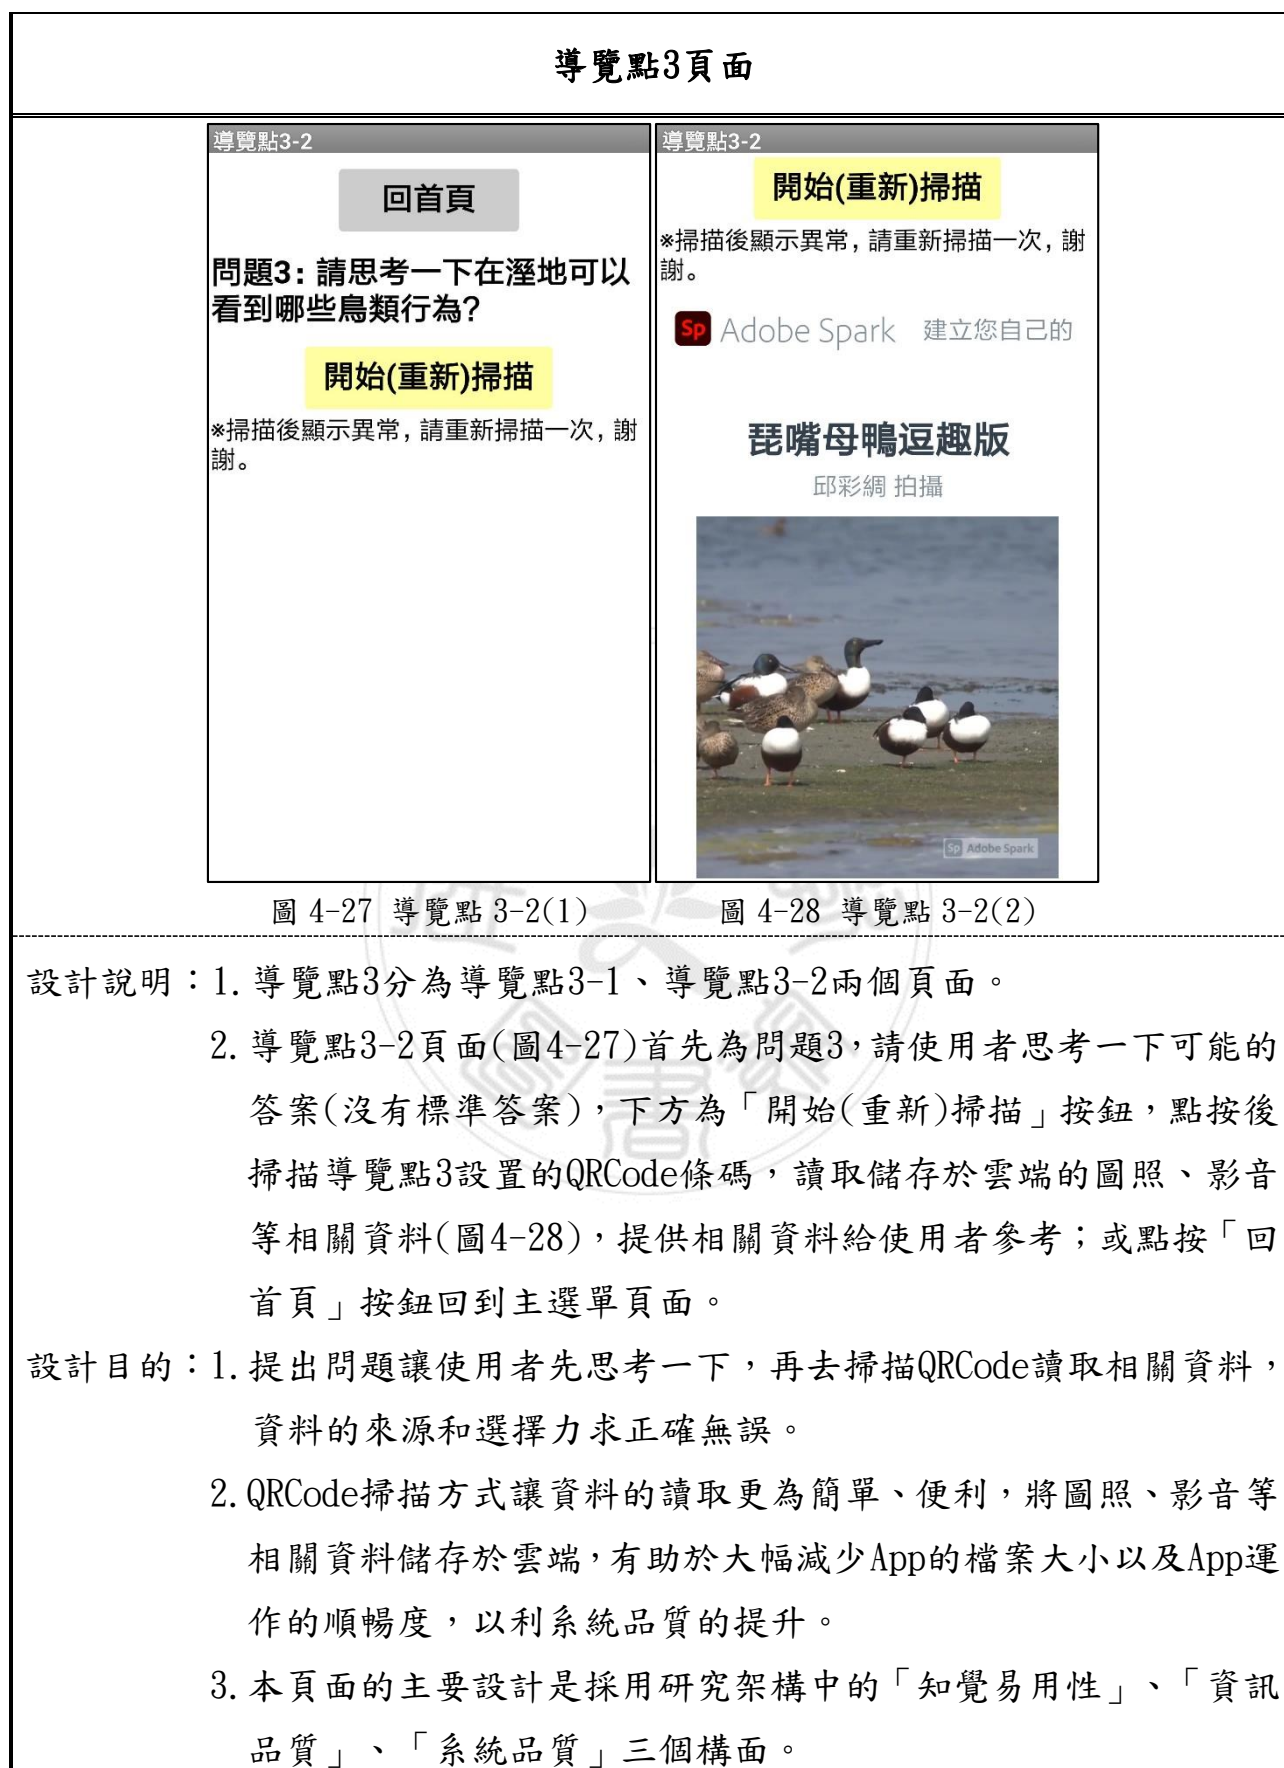 導覽點3頁面
導覽點3-2
回首頁
問題3：請思考一下在溼地可以
看到哪些鳥類行為？
開始(重新)掃描
※掃描後顯示異常，請重新掃描一次，謝
謝。
導覽點3-2
開始(重新)掃描
※掃描後顯示異常，請重新掃描一次，謝
謝。
Sp Adobe Spark 建立您自己的
琵嘴母鴨逗趣版
邱彩綢 拍攝
Sp Adobe Spark
圖 4-27 導覽點 3-2(1)
圖 4-28 導覽點 3-2(2)
設計說明：1.導覽點3分為導覽點3-1、導覽點3-2兩個頁面。
2.導覽點3-2頁面(圖4-27)首先為問題3，請使用者思考一下可能的
答案(沒有標準答案)，下方為「開始(重新)掃描」按鈕，點按後
掃描導覽點3設置的QRCode條碼，讀取儲存於雲端的圖照、影音
等相關資料(圖4-28)，提供相關資料給使用者參考；或點按「回
首頁」按鈕回到主選單頁面。
設計目的：1.提出問題讓使用者先思考一下，再去掃描QRCode讀取相關資料，
資料的來源和選擇力求正確無誤。
2.QRCode掃描方式讓資料的讀取更為簡單、便利，將圖照、影音等
相關資料儲存於雲端，有助於大幅減少App的檔案大小以及App運
作的順暢度，以利系統品質的提升。
3.本頁面的主要設計是採用研究架構中的「知覺易用性」、「資訊
品質」、「系統品質」三個構面。